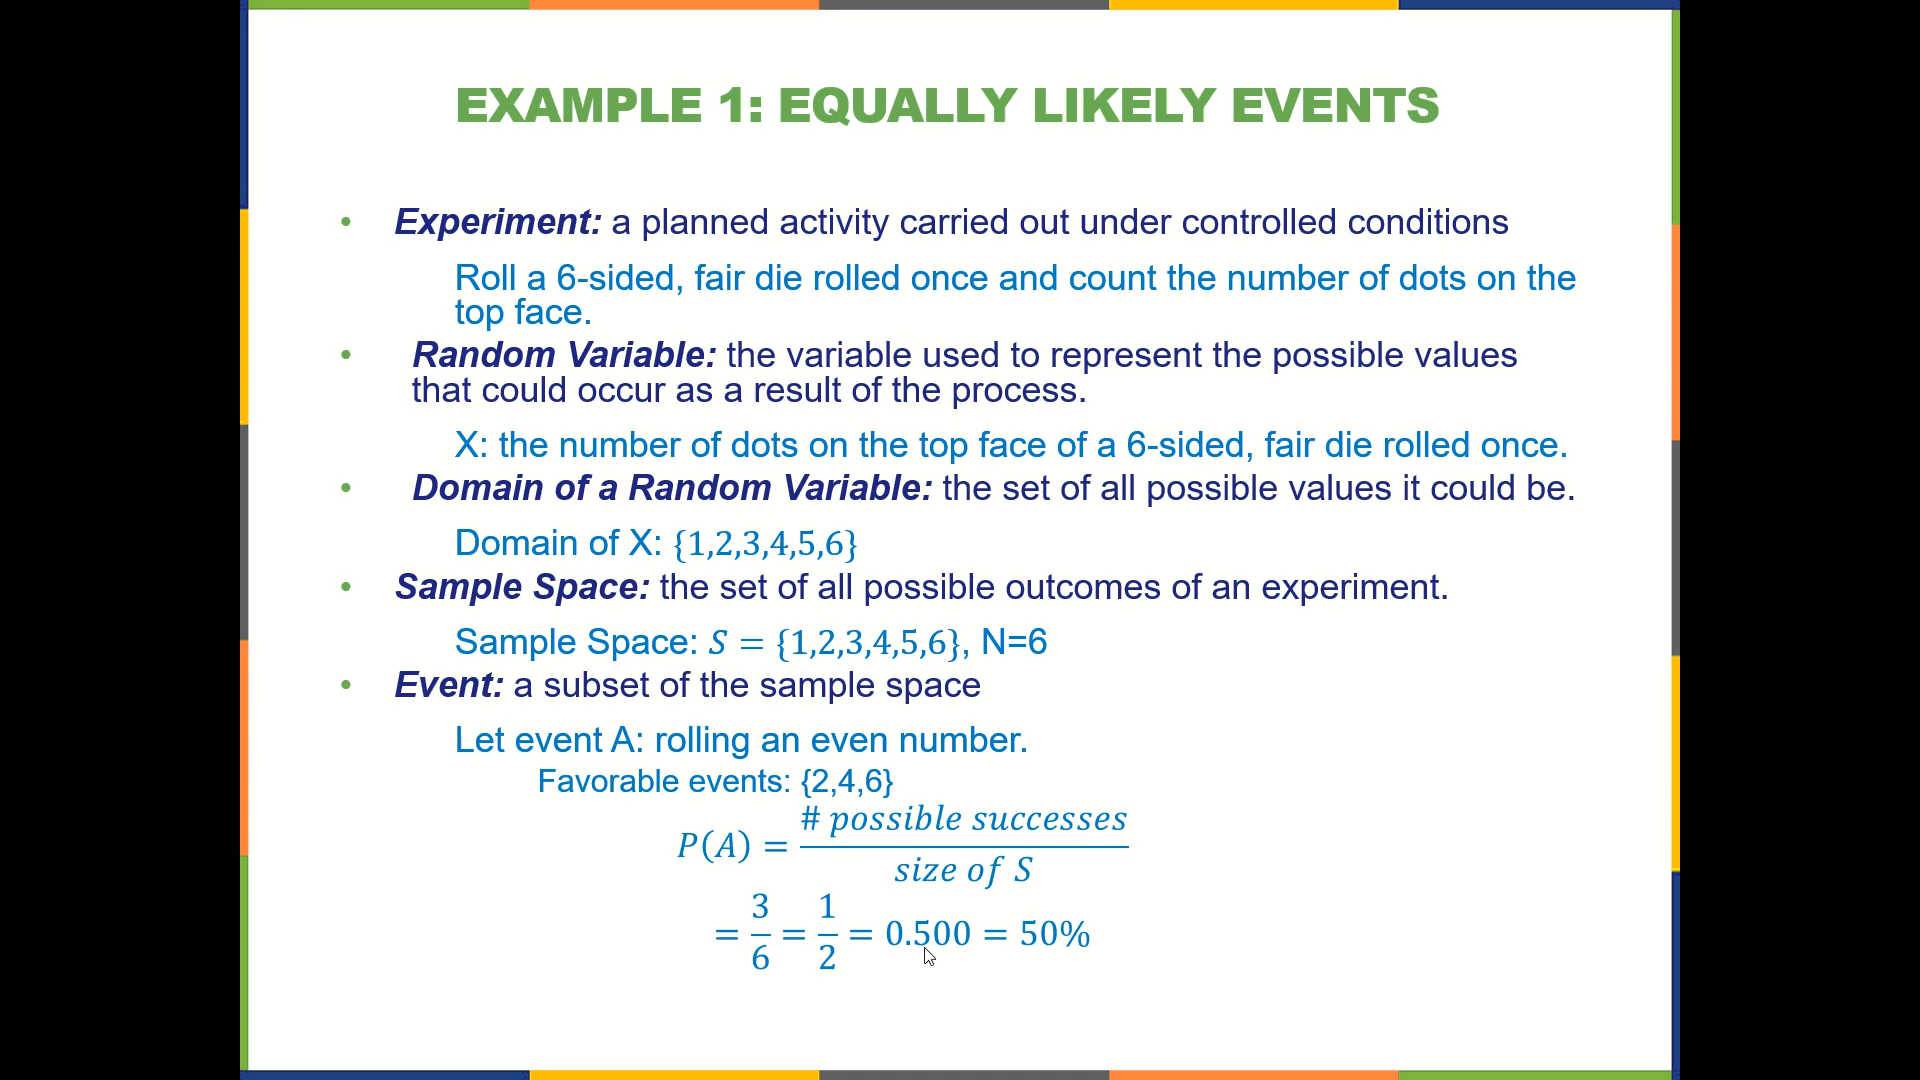 EXAMPLE 1: EQUALLY LIKELY EVENTS
• Experiment: a planned activity carried out under controlled conditions
Roll a 6-sided, fair die rolled once and count the number of dots on the
top face.
• Random Variable: the variable used to represent the possible values
that could occur as a result of the process.
X: the number of dots on the top face of a 6-sided, fair die rolled once.
• Domain of a Random Variable: the set of all possible values it could be.
Domain of X: {1,2,3,4,5,6}
• Sample Space: the set of all possible outcomes of an experiment.
Sample Space: S = {1,2,3,4,5,6}, N=6
• Event: a subset of the sample space
Let event A: rolling an even number.
Favorable events: {2,4,6}
P(A) = # possible successes / size of S
= 3/6 = 1/2 = 0.500 = 50%